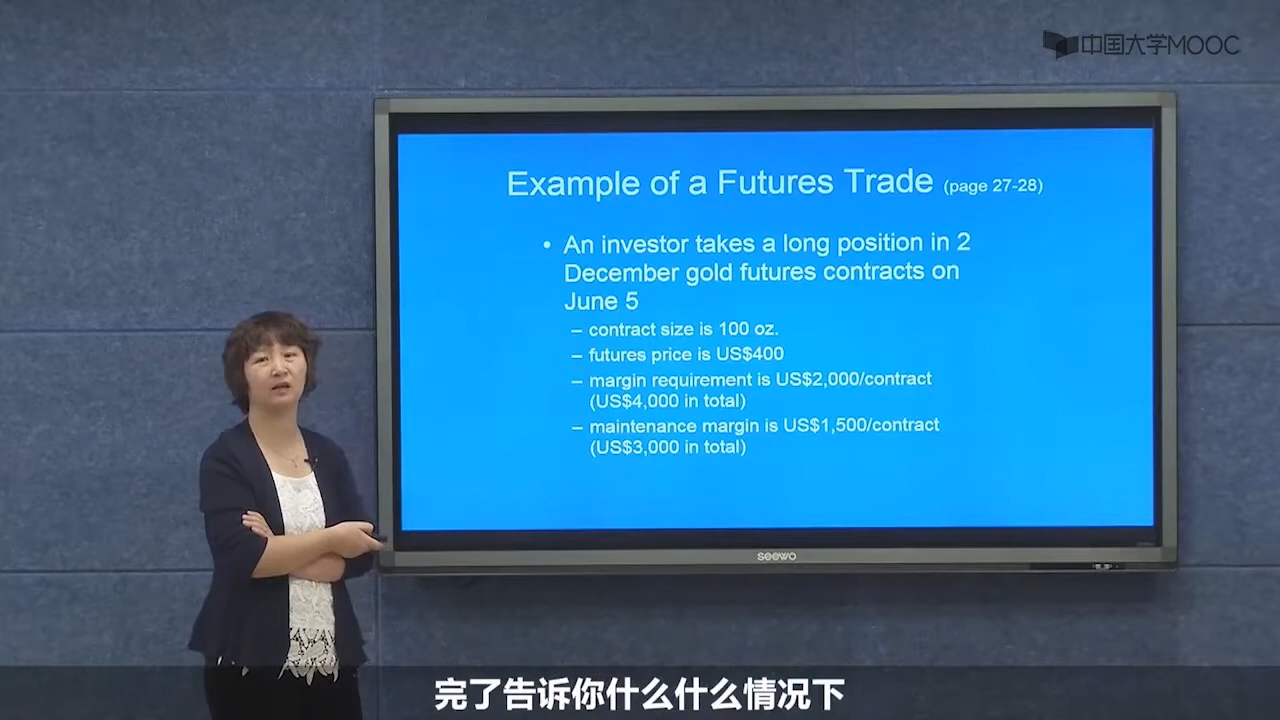 中国大学MOOC
Example of a Futures Trade (page 27-28)
• An investor takes a long position in 2
December gold futures contracts on
June 5
– contract size is 100 oz.
– futures price is US$400
– margin requirement is US$2,000/contract
(US$4,000 in total)
– maintenance margin is US$1,500/contract
(US$3,000 in total)
seewo
完了告诉你什么什么情况下